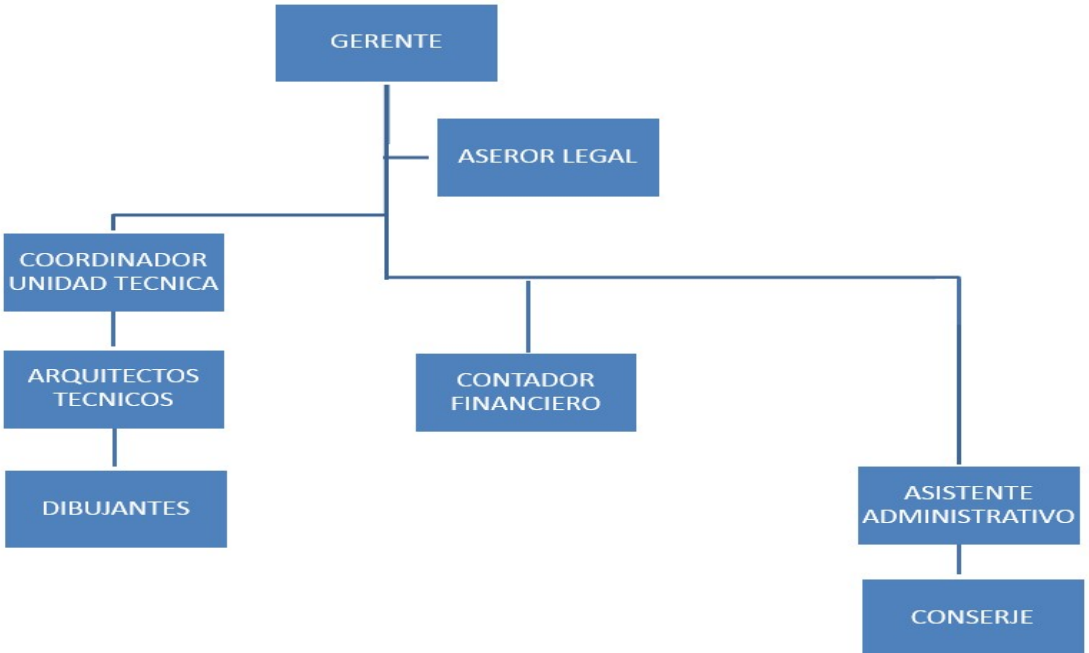 GERENTE
ASEROR LEGAL
COORDINADOR
UNIDAD TECNICA
ARQUITECTOS
TECNICOS
DIBUJANTES
CONTADOR
FINANCIERO
ASISTENTE
ADMINISTRATIVO
CONSERJE